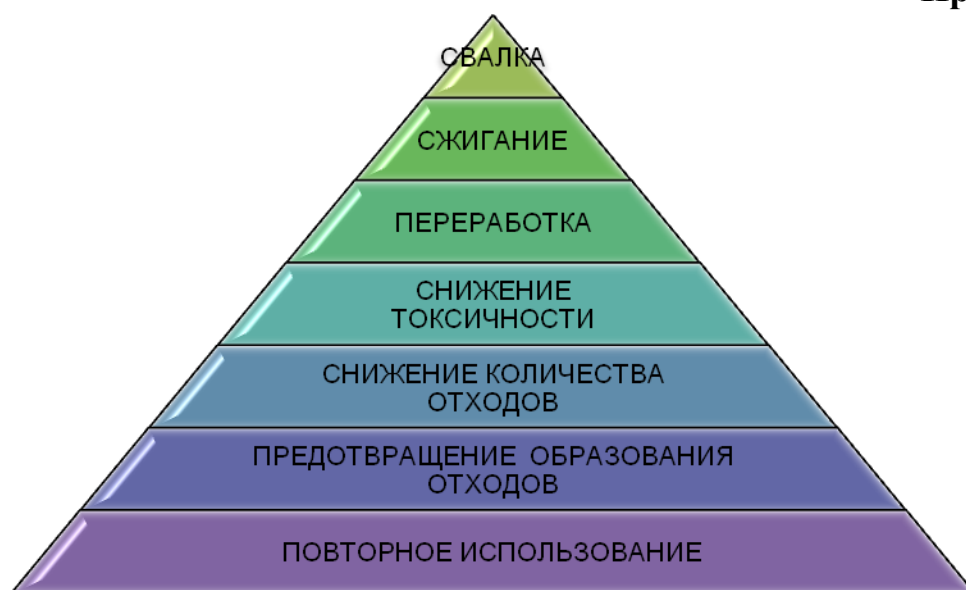 СВАЛКА
СЖИГАНИЕ
ПЕРЕРАБОТКА
СНИЖЕНИЕ
ТОКСИЧНОСТИ
СНИЖЕНИЕ КОЛИЧЕСТВА
ОТХОДОВ
ПРЕДОТВРАЩЕНИЕ ОБРАЗОВАНИЯ
ОТХОДОВ
ПОВТОРНОЕ ИСПОЛЬЗОВАНИЕ